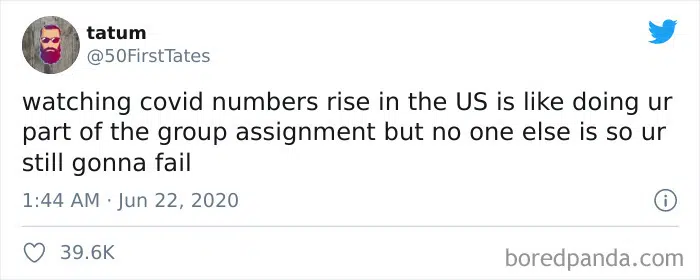 tatum
@50FirstTates
watching covid numbers rise in the US is like doing ur
part of the group assignment but no one else is so ur
still gonna fail
1:44 AM · Jun 22, 2020
39.6K
boredpanda.com